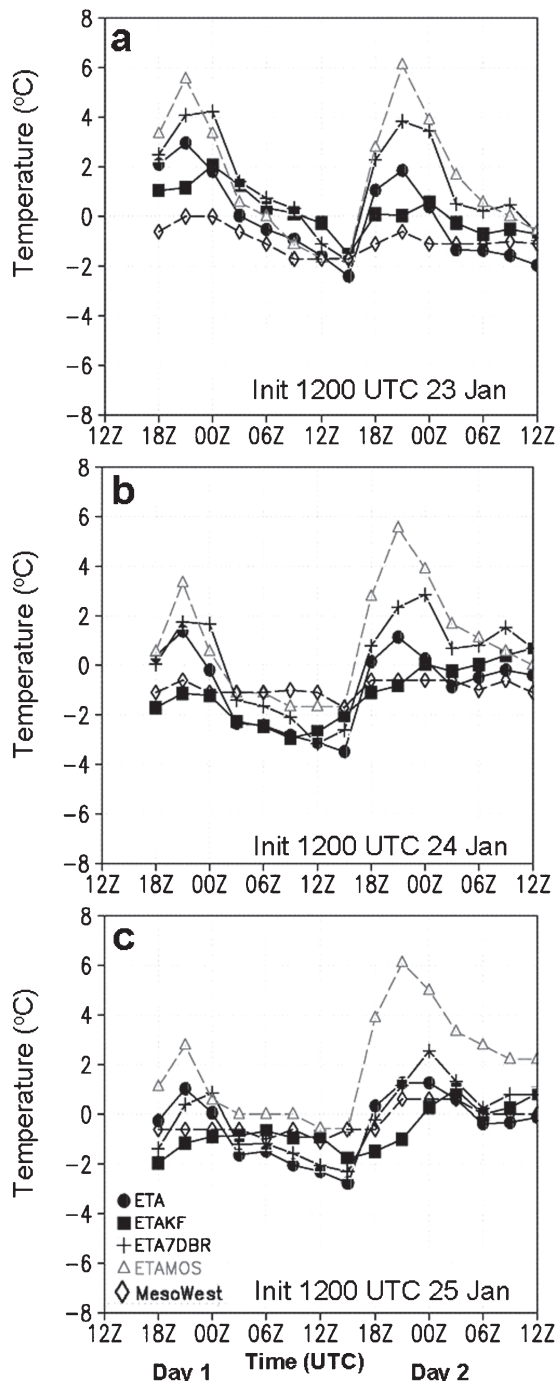 a
Temperature (°C)
8
6
4
2
0
−2
−4
−6
−8
Init 1200 UTC 23 Jan
12Z 18Z 00Z 06Z 12Z 18Z 00Z 06Z 12Z
b
Temperature (°C)
8
6
4
2
0
−2
−4
−6
−8
Init 1200 UTC 24 Jan
12Z 18Z 00Z 06Z 12Z 18Z 00Z 06Z 12Z
c
Temperature (°C)
8
6
4
2
0
−2
−4
−6
−8
ETA
ETAKF
ETA7DBR
ETAMOS
MesoWest
Init 1200 UTC 25 Jan
12Z 18Z 00Z 06Z 12Z 18Z 00Z 06Z 12Z
Day 1 Time (UTC) Day 2